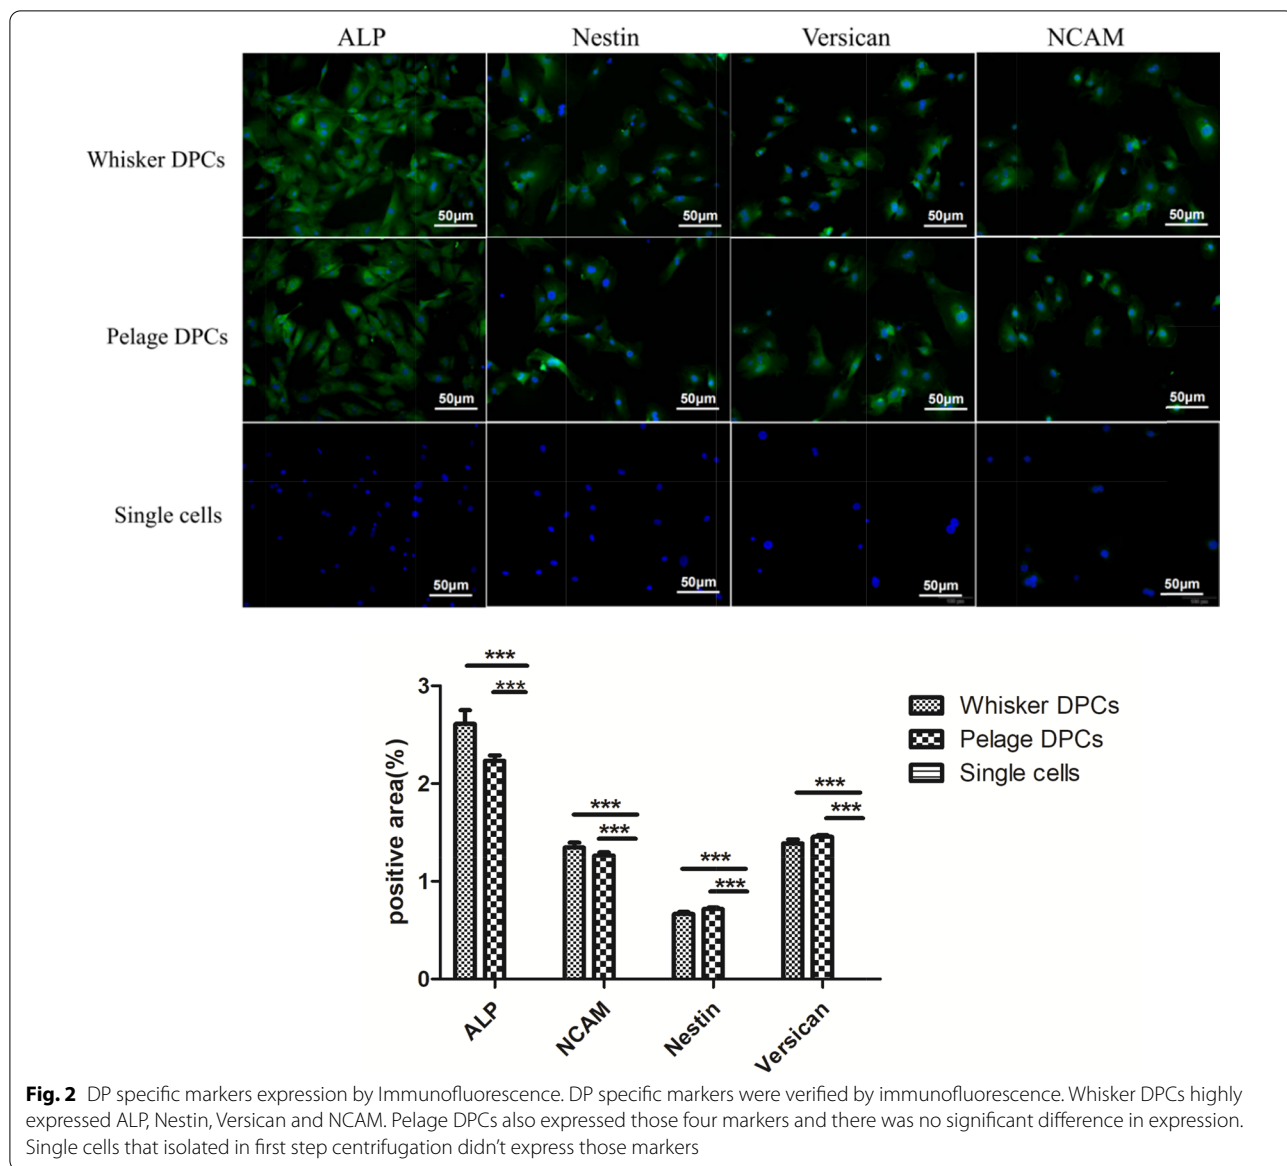 ALP Nestin Versican NCAM
Whisker DPCs
50μm 50μm 50μm 50μm
Pelage DPCs
50μm 50μm 50μm 50μm
Single cells
50μm 50μm 50μm 50μm
*** 
***
***
***
***
***
***
***
positive area(%)
3
2
1
0
ALP NCAM Nestin Versican
Whisker DPCs
Pelage DPCs
Single cells
Fig. 2 DP specific markers expression by Immunofluorescence. DP specific markers were verified by immunofluorescence. Whisker DPCs highly
expressed ALP, Nestin, Versican and NCAM. Pelage DPCs also expressed those four markers and there was no significant difference in expression.
Single cells that isolated in first step centrifugation didn’t express those markers